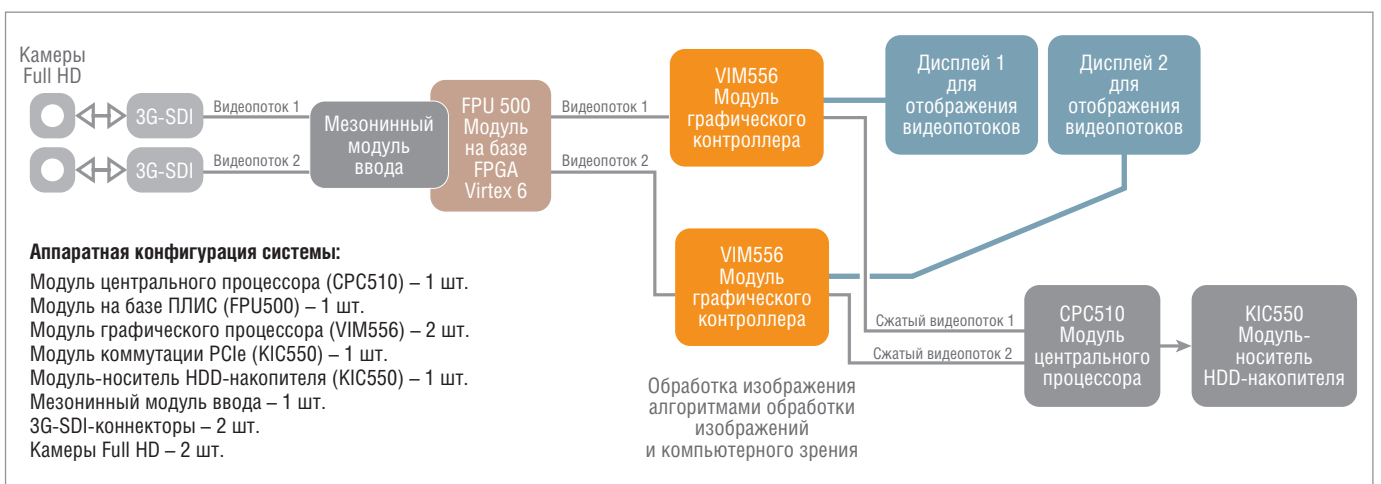 Камеры
Full HD
3G-SDI
Видеопоток 1
3G-SDI
Видеопоток 2
Мезонинный
модуль
ввода
FPU 500
Модуль
на базе
FPGA
Virtex 6
Видеопоток 1
Видеопоток 2
VIM556
Модуль
графического
контроллера
Дисплей 1
для
отображения
видеопотоков
Дисплей 2
для
отображения
видеопотоков
VIM556
Модуль
графического
контроллера
Сжатый видеопоток 1
Сжатый видеопоток 2
CPC510
Модуль
центрального
процессора
KIC550
Модуль-
носитель
HDD-накопителя
Обработка изображения
алгоритмами обработки
изображений
и компьютерного зрения
Аппаратная конфигурация системы:
Модуль центрального процессора (CPC510) – 1 шт.
Модуль на базе ПЛИС (FPU500) – 1 шт.
Модуль графического процессора (VIM556) – 2 шт.
Модуль коммутации PCIe (KIC550) – 1 шт.
Модуль-носитель HDD-накопителя (KIC550) – 1 шт.
Мезонинный модуль ввода – 1 шт.
3G-SDI-коннекторы – 2 шт.
Камеры Full HD – 2 шт.